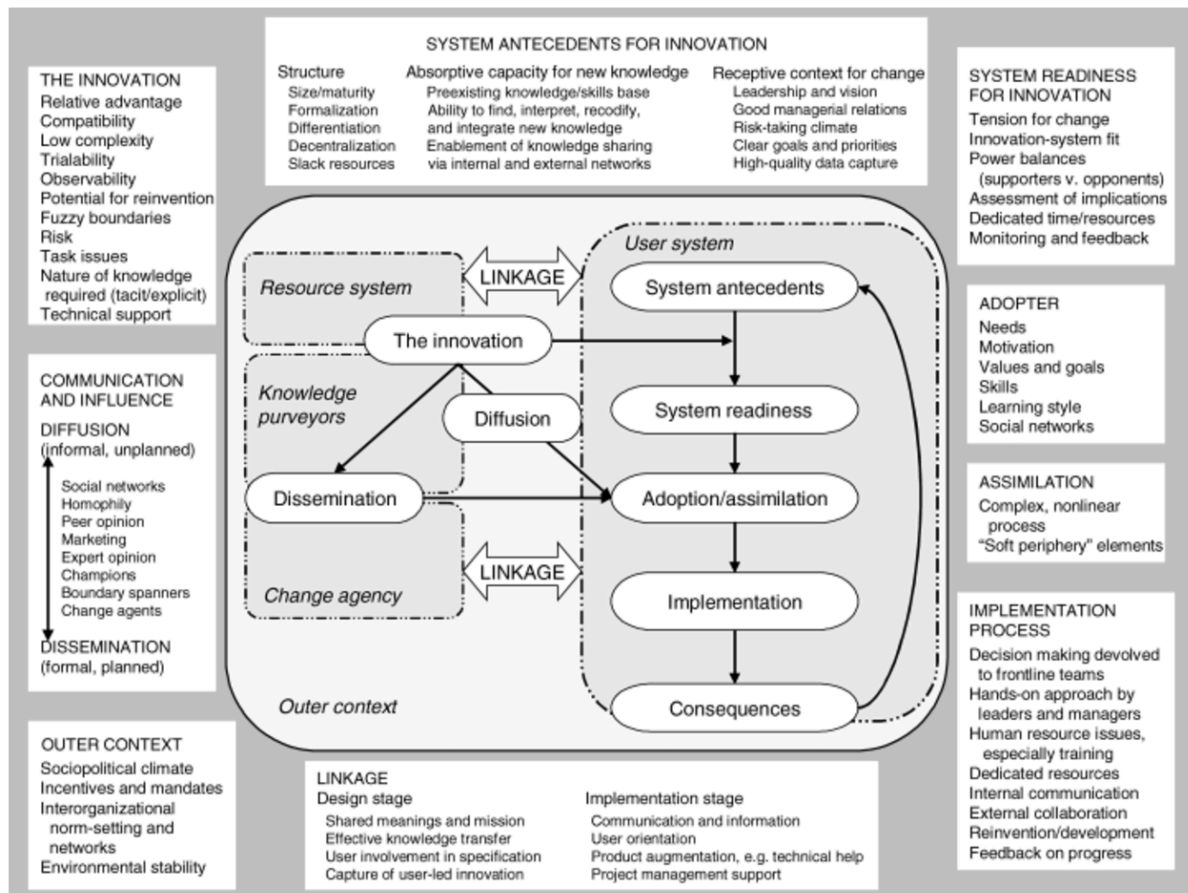 SYSTEM ANTECEDENTS FOR INNOVATION
Structure
Size/maturity
Formalization
Differentiation
Decentralization
Slack resources
Absorptive capacity for new knowledge
Preexisting knowledge/skills base
Ability to find, interpret, recodify,
and integrate new knowledge
Enablement of knowledge sharing
via internal and external networks
Receptive context for change
Leadership and vision
Good managerial relations
Risk-taking climate
Clear goals and priorities
High-quality data capture
THE INNOVATION
Relative advantage
Compatibility
Low complexity
Trialability
Observability
Potential for reinvention
Fuzzy boundaries
Risk
Task issues
Nature of knowledge
required (tacit/explicit)
Technical support
COMMUNICATION
AND INFLUENCE
DIFFUSION
(informal, unplanned)
Social networks
Homophily
Peer opinion
Marketing
Expert opinion
Champions
Boundary spanners
Change agents
DISSEMINATION
(formal, planned)
OUTER CONTEXT
Sociopolitical climate
Incentives and mandates
Interorganizational
norm-setting and
networks
Environmental stability
Resource system
LINKAGE
User system
System antecedents
The innovation
Knowledge
purveyors
Diffusion
System readiness
Dissemination
Adoption/assimilation
LINKAGE
Change agency
Implementation
Outer context
Consequences
LINKAGE
Design stage
Shared meanings and mission
Effective knowledge transfer
User involvement in specification
Capture of user-led innovation
Implementation stage
Communication and information
User orientation
Product augmentation, e.g. technical help
Project management support
SYSTEM READINESS
FOR INNOVATION
Tension for change
Innovation-system fit
Power balances
(supporters v. opponents)
Assessment of implications
Dedicated time/resources
Monitoring and feedback
ADOPTER
Needs
Motivation
Values and goals
Skills
Learning style
Social networks
ASSIMILATION
Complex, nonlinear
process
“Soft periphery” elements
IMPLEMENTATION
PROCESS
Decision making devolved
to frontline teams
Hands-on approach by
leaders and managers
Human resource issues,
especially training
Dedicated resources
Internal communication
External collaboration
Reinvention/development
Feedback on progress